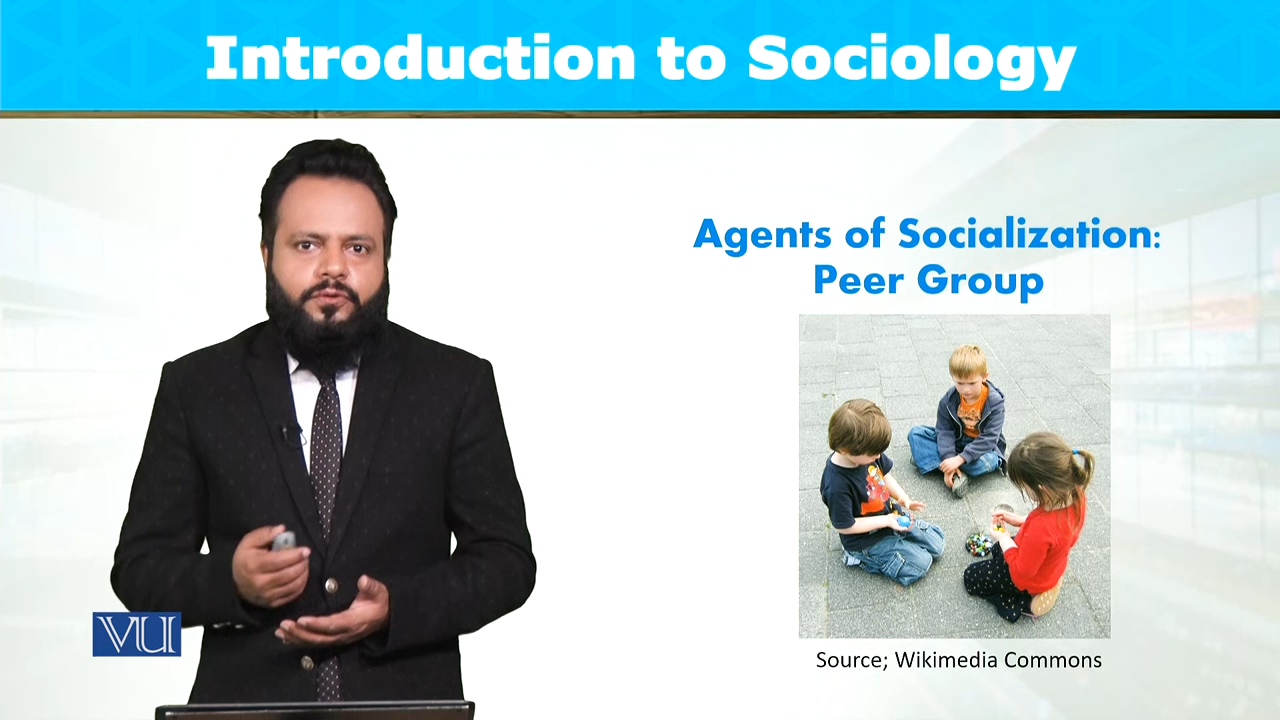 Introduction to Sociology
Agents of Socialization:
Peer Group
VU
Source; Wikimedia Commons